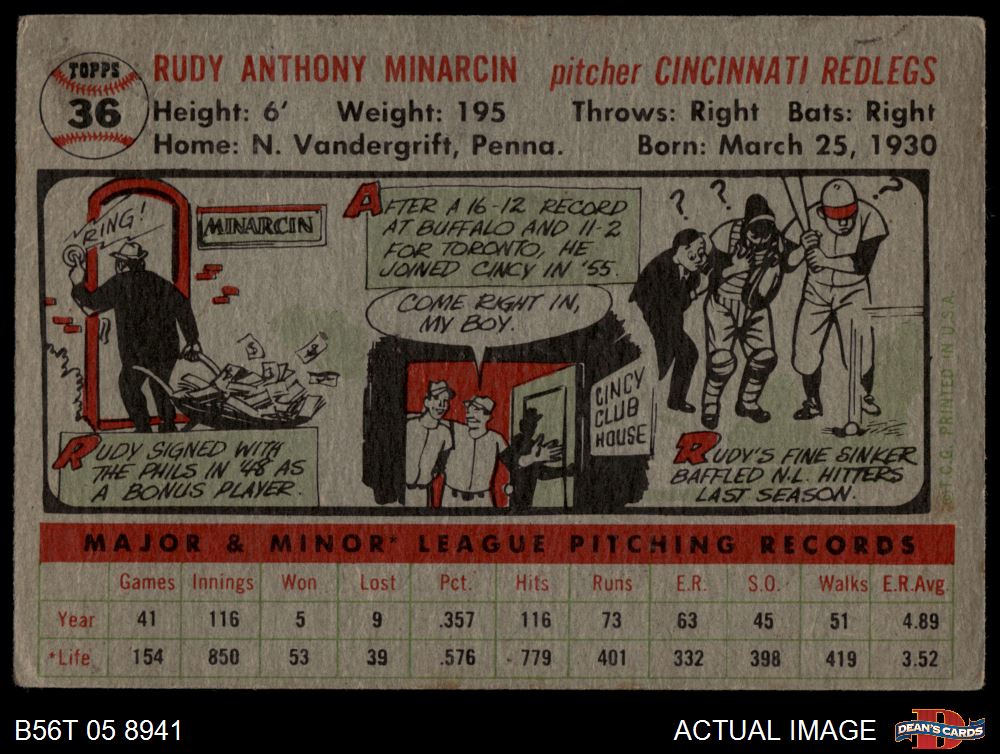 TOPPS
36
RUDY ANTHONY MINARCIN pitcher CINCINNATI REDLEGS
Height: 6' Weight: 195 Throws: Right Bats: Right
Home: N. Vandergrift, Penna. Born: March 25, 1930
RING!
MINARCIN
RUDY SIGNED WITH
THE PHILS IN '48 AS
A BONUS PLAYER.
AFTER A 16-12 RECORD
AT BUFFALO AND 11-2
FOR TORONTO, HE
JOINED CINCY IN '55.
COME RIGHT IN,
MY BOY.
CINCY
CLUB
HOUSE
? ? ?
RUDY'S FINE SINKER
BAFFLED N.L. HITTERS
LAST SEASON.
T.C.G. PRINTED IN U.S.A.
MAJOR & MINOR* LEAGUE PITCHING RECORDS
Games Innings Won Lost Pct. Hits Runs E.R. S.O. Walks E.R.Avg.
Year 41 116 5 9 .357 116 73 63 45 51 4.89
*Life 154 850 53 39 .576 779 401 332 398 419 3.52
B56T 05 8941 ACTUAL IMAGE DEAN'S CARDS